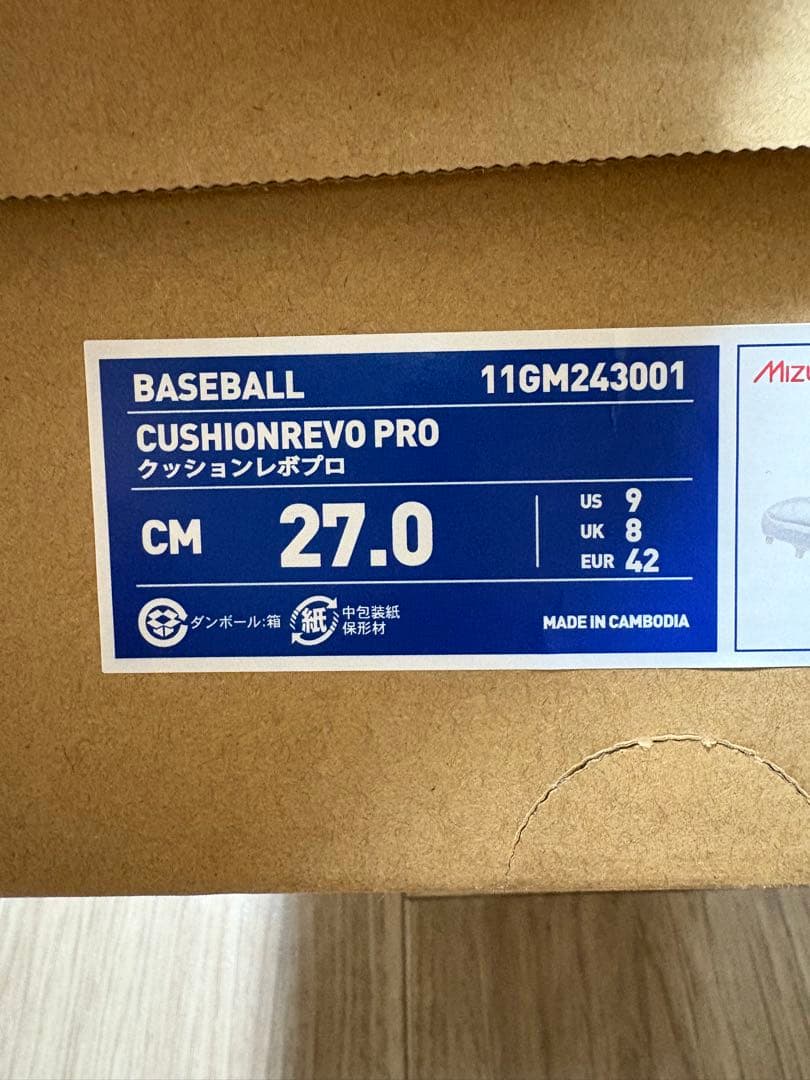 BASEBALL 11GM243001
CUSHIONREVO PRO
クッションレボプロ
CM 27.0
US 9
UK 8
EUR 42
ダンボール:箱
紙 中包装紙
保形材
MADE IN CAMBODIA